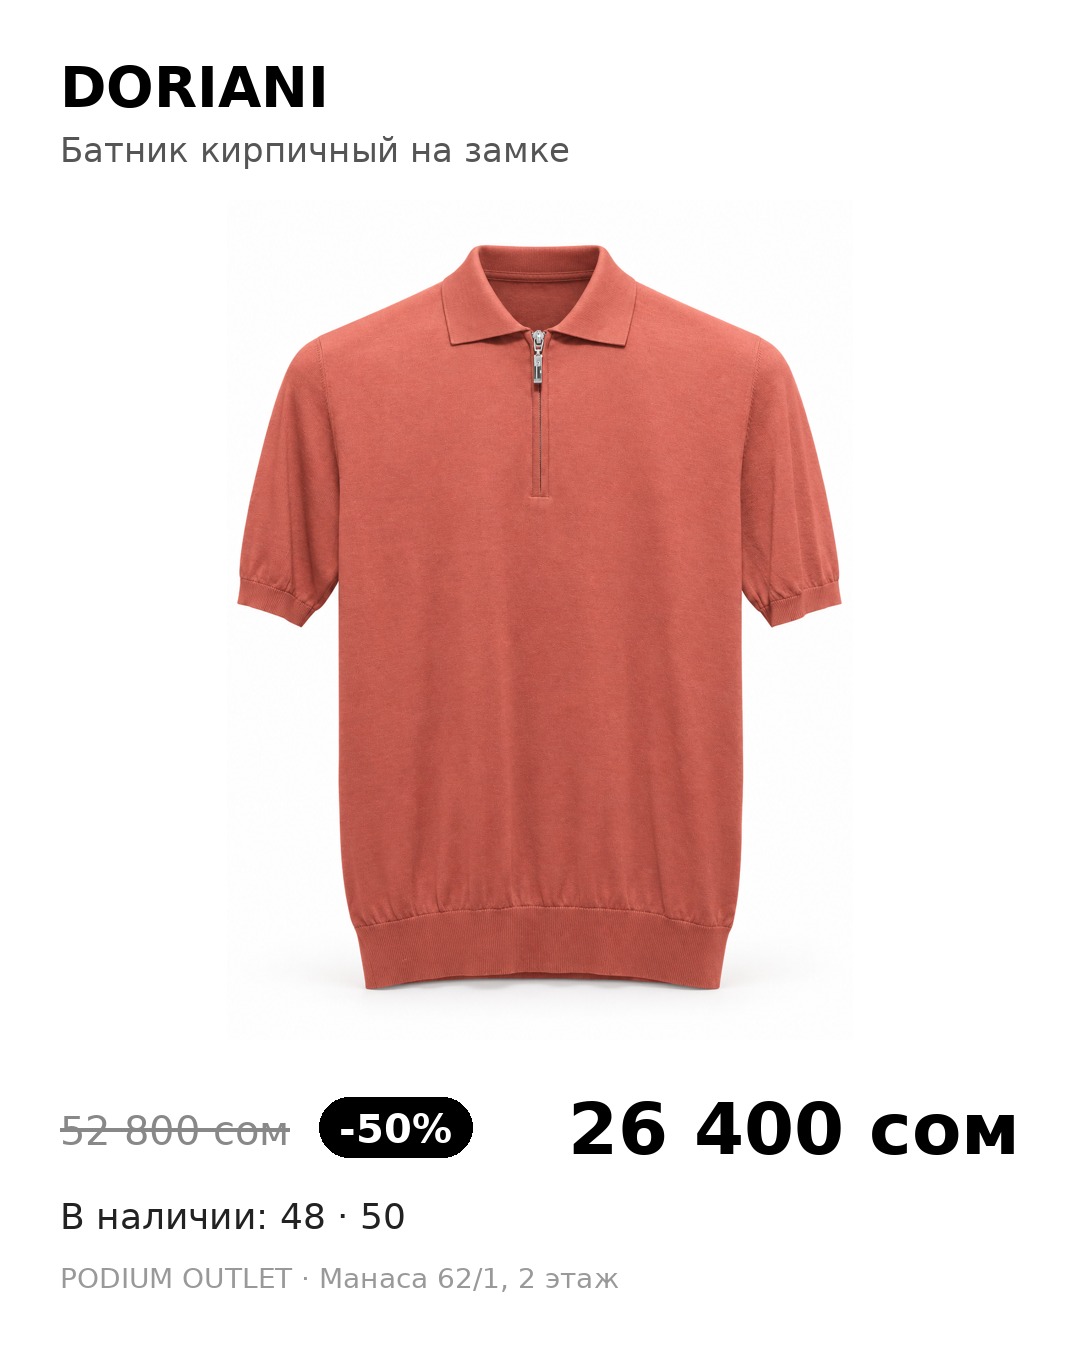 DORIANI
Батник кирпичный на замке
52 800 сом -50% 26 400 сом
В наличии: 48 · 50
PODIUM OUTLET · Манаса 62/1, 2 этаж